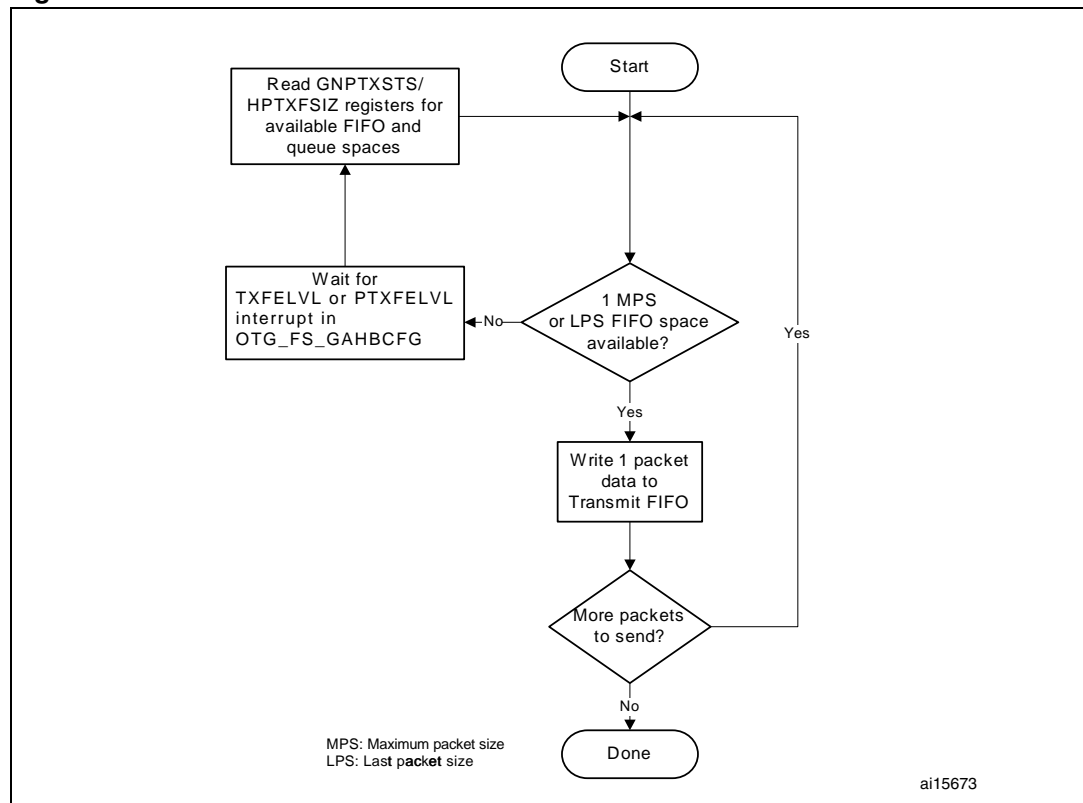 Start
Read GNPTXSTS/
HPTXFSIZ registers for
available FIFO and
queue spaces
Wait for
TXFELVL or PTXFELVL
interrupt in
OTG_FS_GAHBCFG
No
1 MPS
or LPS FIFO space
available?
Yes
Yes
Write 1 packet
data to
Transmit FIFO
More packets
to send?
No
Done
MPS: Maximum packet size
LPS: Last packet size
ai15673